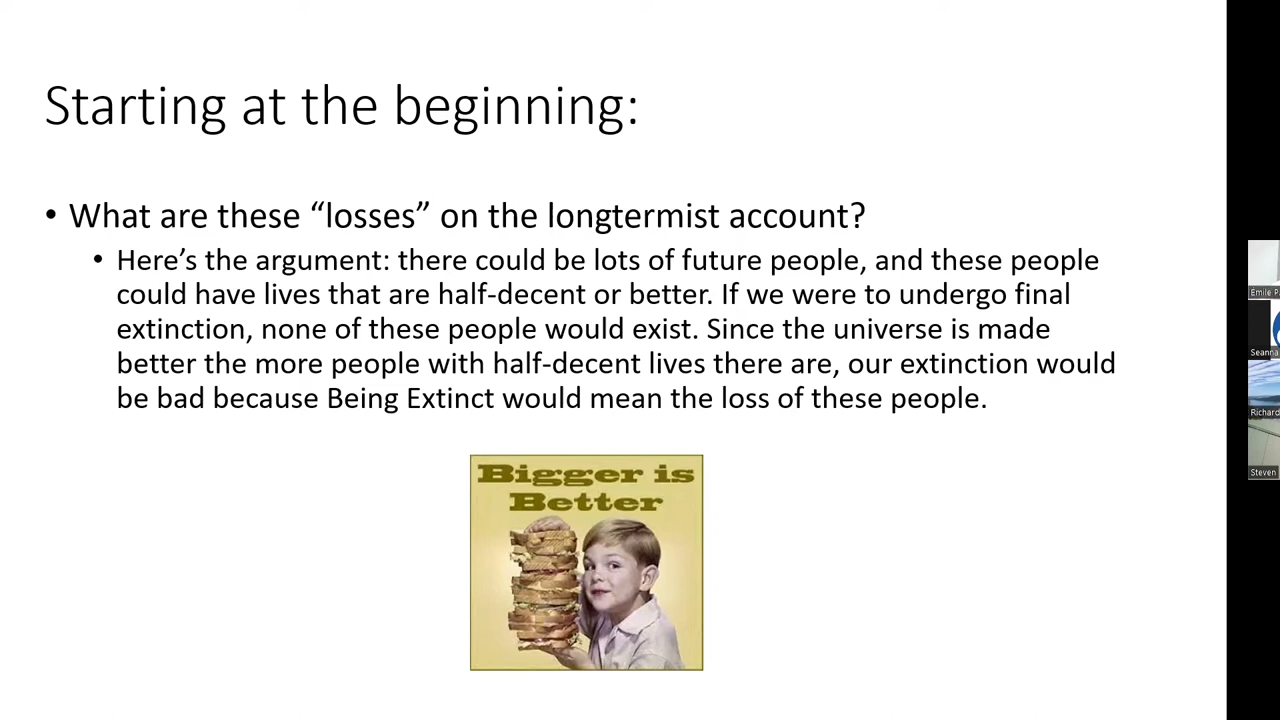 Starting at the beginning:
• What are these “losses” on the longtermist account?
• Here’s the argument: there could be lots of future people, and these people
could have lives that are half-decent or better. If we were to undergo final
extinction, none of these people would exist. Since the universe is made
better the more people with half-decent lives there are, our extinction would
be bad because Being Extinct would mean the loss of these people.
Bigger is
Better
Emile P.
Seanna
Richard
Steven